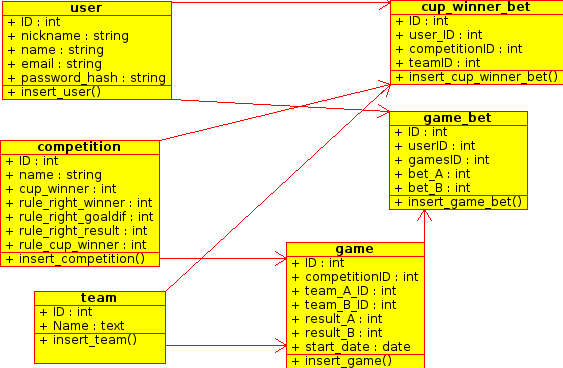 user
+ ID : int
+ nickname : string
+ name : string
+ email : string
+ password_hash : string
+ insert_user()
cup_winner_bet
+ ID : int
+ user_ID : int
+ competitionID : int
+ teamID : int
+ insert_cup_winner_bet()
game_bet
+ ID : int
+ userID : int
+ gamesID : int
+ bet_A : int
+ bet_B : int
+ insert_game_bet()
competition
+ ID : int
+ name : string
+ cup_winner : int
+ rule_right_winner : int
+ rule_right_goaldif : int
+ rule_right_result : int
+ rule_cup_winner : int
+ insert_competition()
game
+ ID : int
+ competitionID : int
+ team_A_ID : int
+ team_B_ID : int
+ result_A : int
+ result_B : int
+ start_date : date
+ insert_game()
team
+ ID : int
+ Name : text
+ insert_team()